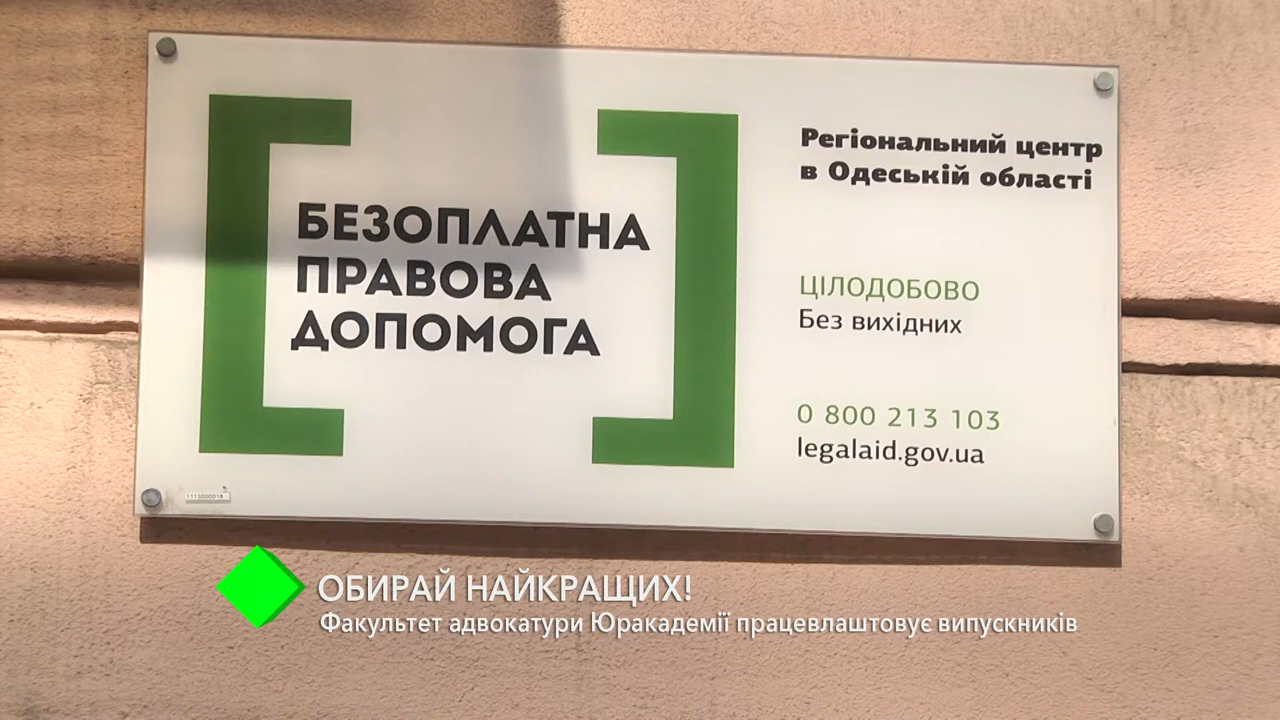 БЕЗОПЛАТНА
ПРАВОВА
ДОПОМОГА
Регіональний центр
в Одеській області
ЦІЛОДОБОВО
Без вихідних
0 800 213 103
legalaid.gov.ua
ОБИРАЙ НАЙКРАЩИХ!
Факультет адвокатури Юракадемії працевлаштовує випускників